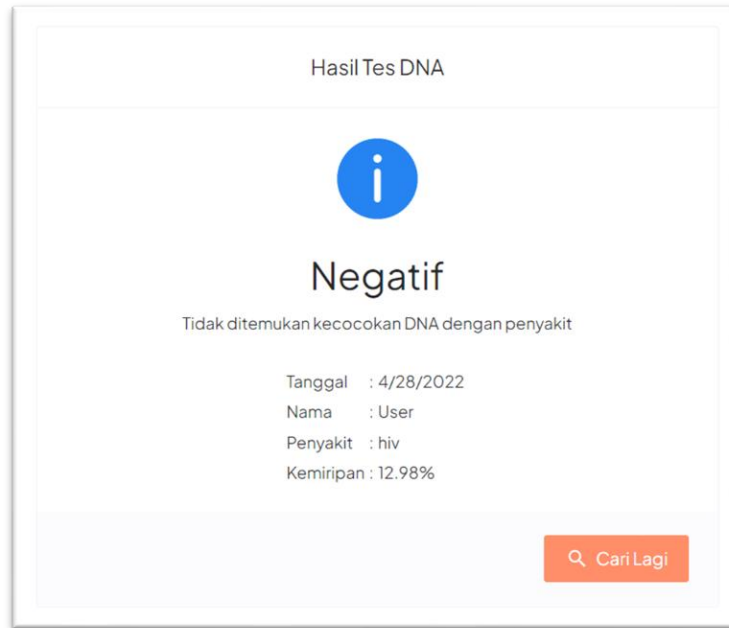 Hasil Tes DNA
Negatif
Tidak ditemukan kecocokan DNA dengan penyakit
Tanggal : 4/28/2022
Nama : User
Penyakit : hiv
Kemiripan : 12.98%
Cari Lagi